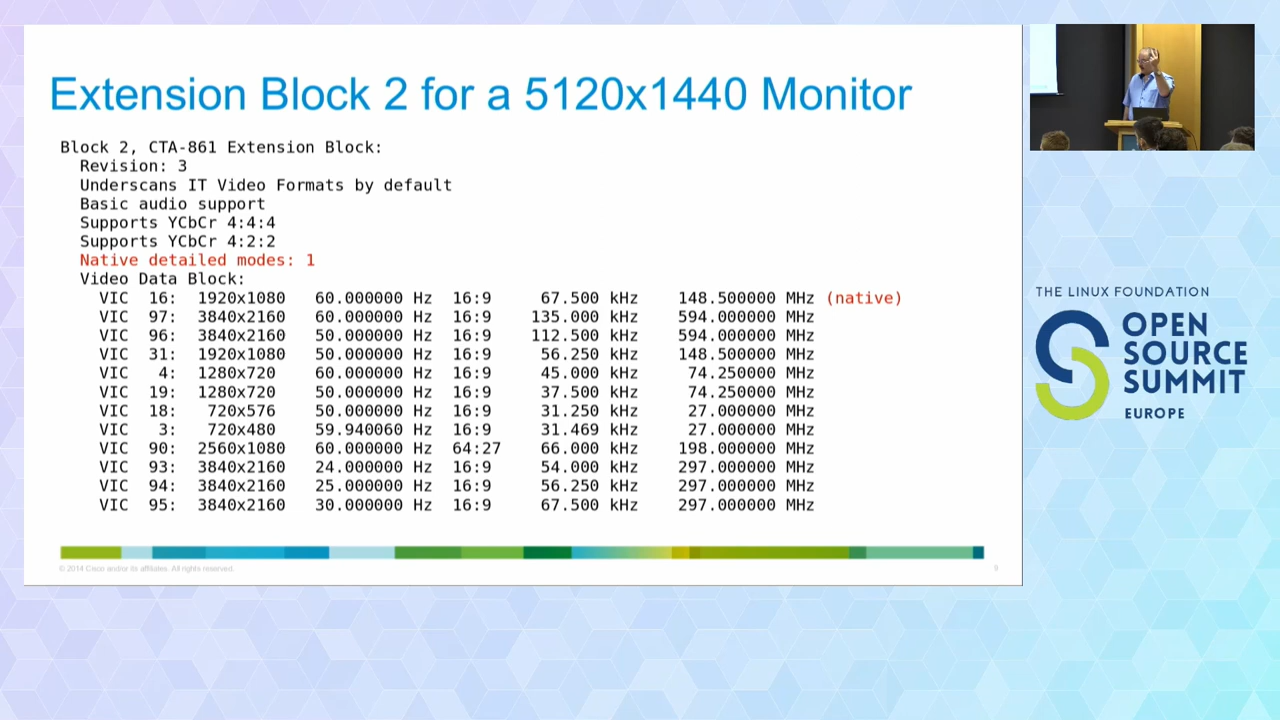 Extension Block 2 for a 5120x1440 Monitor
Block 2, CTA-861 Extension Block:
Revision: 3
Underscans IT Video Formats by default
Basic audio support
Supports YCbCr 4:4:4
Supports YCbCr 4:2:2
Native detailed modes: 1
Video Data Block:
VIC 16: 1920x1080 60.000000 Hz 16:9 67.500 kHz 148.500000 MHz (native)
VIC 97: 3840x2160 60.000000 Hz 16:9 135.000 kHz 594.000000 MHz
VIC 96: 3840x2160 50.000000 Hz 16:9 112.500 kHz 594.000000 MHz
VIC 31: 1920x1080 50.000000 Hz 16:9 56.250 kHz 148.500000 MHz
VIC 4: 1280x720 60.000000 Hz 16:9 45.000 kHz 74.250000 MHz
VIC 19: 1280x720 50.000000 Hz 16:9 37.500 kHz 74.250000 MHz
VIC 18: 720x576 50.000000 Hz 16:9 31.250 kHz 27.000000 MHz
VIC 3: 720x480 59.940060 Hz 16:9 31.469 kHz 27.000000 MHz
VIC 90: 2560x1080 60.000000 Hz 64:27 66.000 kHz 198.000000 MHz
VIC 93: 3840x2160 24.000000 Hz 16:9 54.000 kHz 297.000000 MHz
VIC 94: 3840x2160 25.000000 Hz 16:9 56.250 kHz 297.000000 MHz
VIC 95: 3840x2160 30.000000 Hz 16:9 67.500 kHz 297.000000 MHz
© 2014 Cisco and/or its affiliates. All rights reserved.
9
THE LINUX FOUNDATION
OPEN
SOURCE
SUMMIT
EUROPE